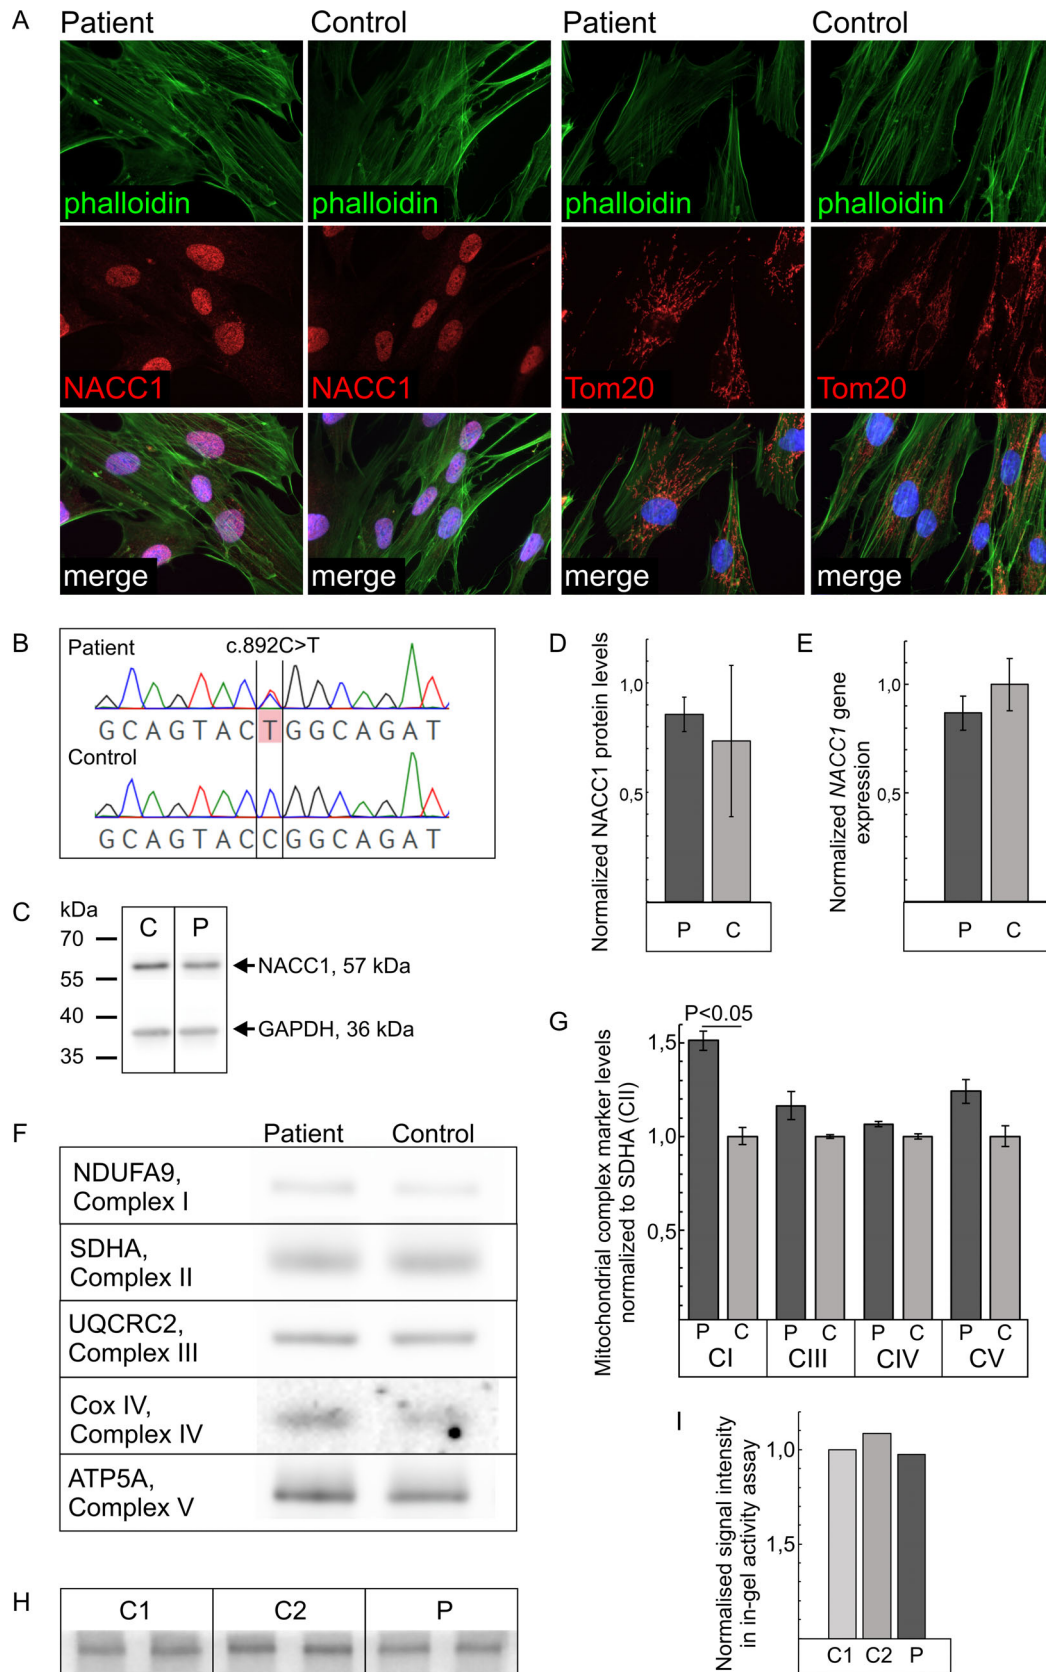 A
Patient
Control
Patient
Control
phalloidin
phalloidin
phalloidin
phalloidin
NACC1
NACC1
Tom20
Tom20
merge
merge
merge
merge
B
Patient
c.892C>T
G C A G T A C T G G C A G A T
Control
G C A G T A C C G G C A G A T
C
kDa
C P
70
55
40
35
NACC1, 57 kDa
GAPDH, 36 kDa
D
Normalized NACC1 protein levels
1,0
0,5
P C
E
Normalized NACC1 gene
expression
1,0
0,5
P C
F
Patient Control
NDUFA9,
Complex I
SDHA,
Complex II
UQCRC2,
Complex III
Cox IV,
Complex IV
ATP5A,
Complex V
G
Mitochondrial complex marker levels
normalized to SDHA (CII)
P<0.05
1,5
1,0
0,5
P C P C P C P C
CI CIII CIV CV
H
C1 C2 P
I
Normalised signal intensity
in in-gel activity assay
1,0
1,5
C1 C2 P